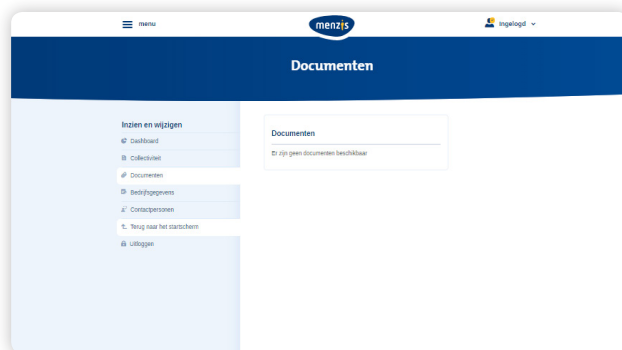 menu
menzis
Ingelogd
Documenten
Inzien en wijzigen
Dashboard
Collectiviteit
Documenten
Bedrijfsgegevens
Contactpersonen
Terug naar het startscherm
Uitloggen
Documenten
Er zijn geen documenten beschikbaar